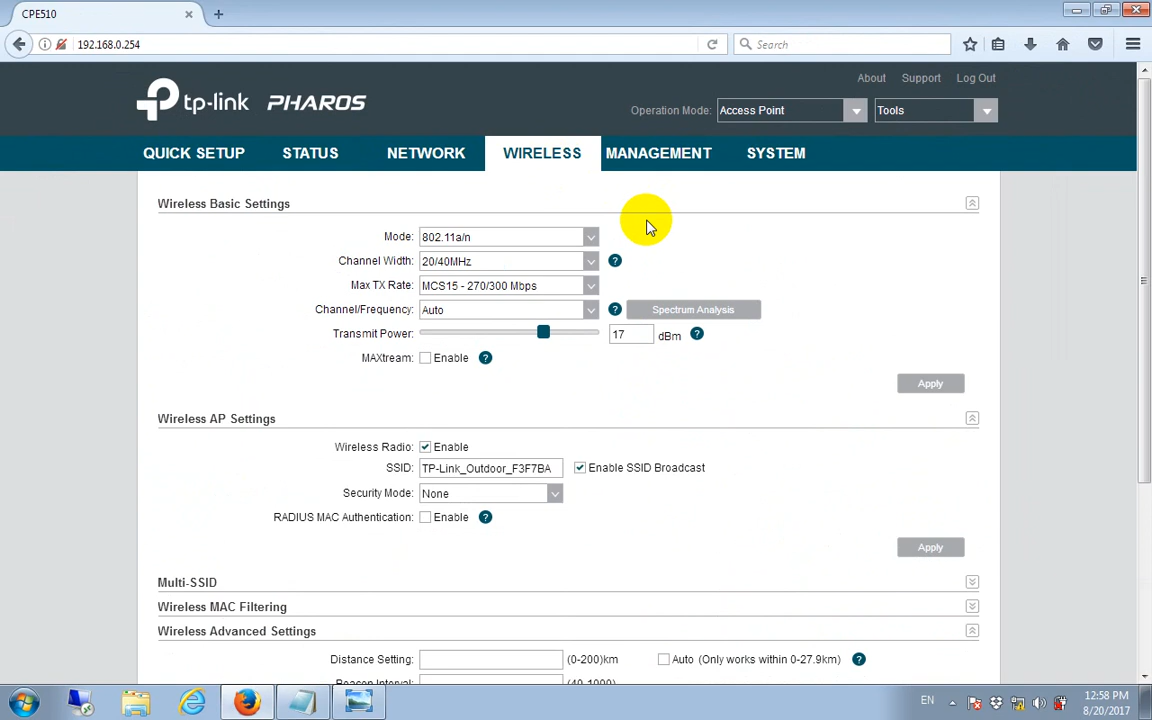 CPE510
192.168.0.254
Search
About Support Log Out
tp-link PHAROS
Operation Mode: Access Point Tools
QUICK SETUP STATUS NETWORK WIRELESS MANAGEMENT SYSTEM
Wireless Basic Settings
Mode: 802.11a/n
Channel Width: 20/40MHz ?
Max TX Rate: MCS15 - 270/300 Mbps
Channel/Frequency: Auto ? Spectrum Analysis
Transmit Power: 17 dBm ?
MAXtream: Enable ?
Apply
Wireless AP Settings
Wireless Radio: Enable
SSID: TP-Link_Outdoor_F3F7BA Enable SSID Broadcast
Security Mode: None
RADIUS MAC Authentication: Enable ?
Apply
Multi-SSID
Wireless MAC Filtering
Wireless Advanced Settings
Distance Setting: (0-200)km Auto (Only works within 0-27.9km) ?
Beacon Interval: (40-1000)
EN 12:58 PM
8/20/2017